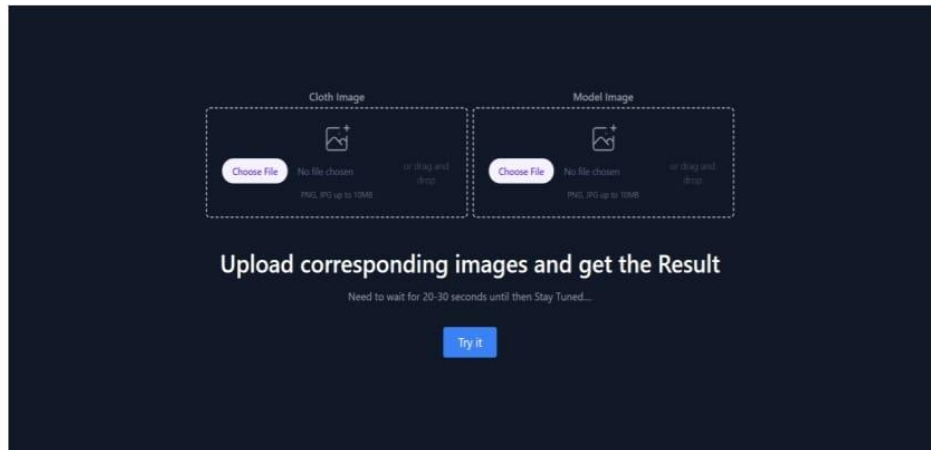 Cloth Image
Model Image
Choose File No file chosen or drag and drop
PNG, JPG up to 10MB
Choose File No file chosen or drag and drop
PNG, JPG up to 10MB
Upload corresponding images and get the Result
Need to wait for 20-30 seconds until then Stay Tuned....
Try it